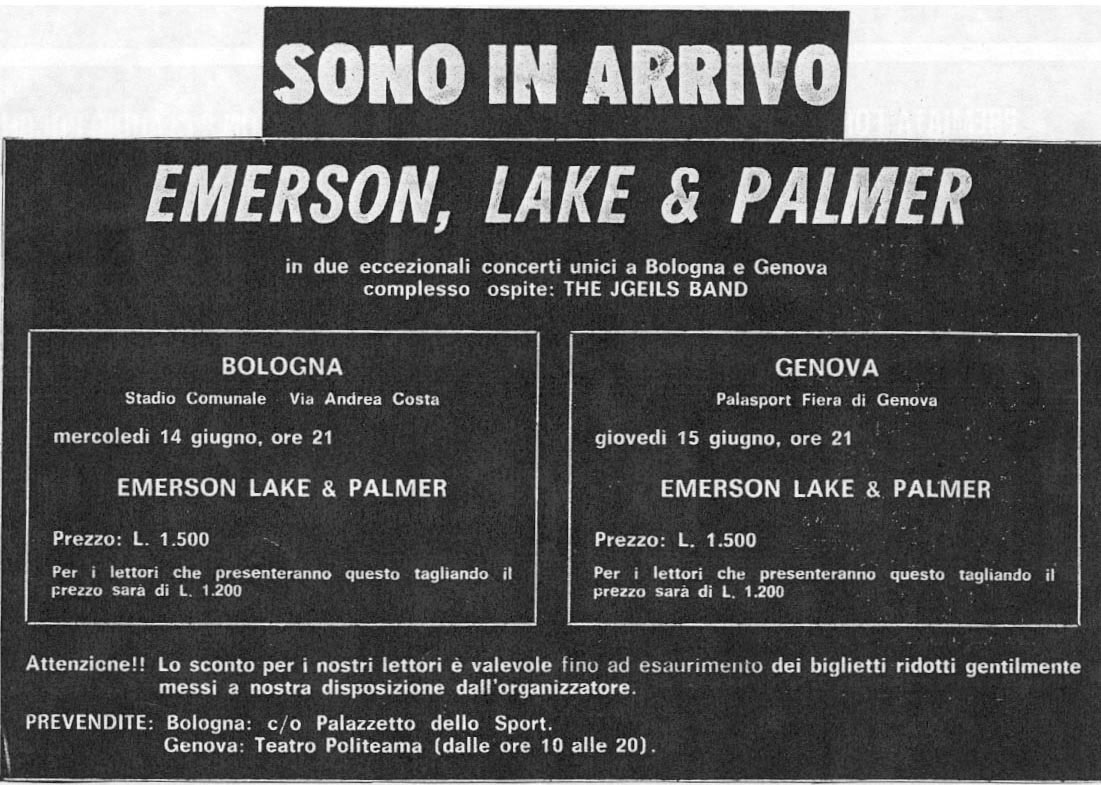 SONO IN ARRIVO
EMERSON, LAKE & PALMER
in due eccezionali concerti unici a Bologna e Genova
complesso ospite: THE JGEILS BAND
BOLOGNA
Stadio Comunale Via Andrea Costa
mercoledì 14 giugno, ore 21
EMERSON LAKE & PALMER
Prezzo: L. 1.500
Per i lettori che presenteranno questo tagliando il
prezzo sarà di L. 1.200
GENOVA
Palasport Fiera di Genova
giovedì 15 giugno, ore 21
EMERSON LAKE & PALMER
Prezzo: L. 1.500
Per i lettori che presenteranno questo tagliando il
prezzo sarà di L. 1.200
Attenzione!! Lo sconto per i nostri lettori è valevole fino ad esaurimento dei biglietti ridotti gentilmente
messi a nostra disposizione dall'organizzatore.
PREVENDITE: Bologna: c/o Palazzetto dello Sport.
Genova: Teatro Politeama (dalle ore 10 alle 20).